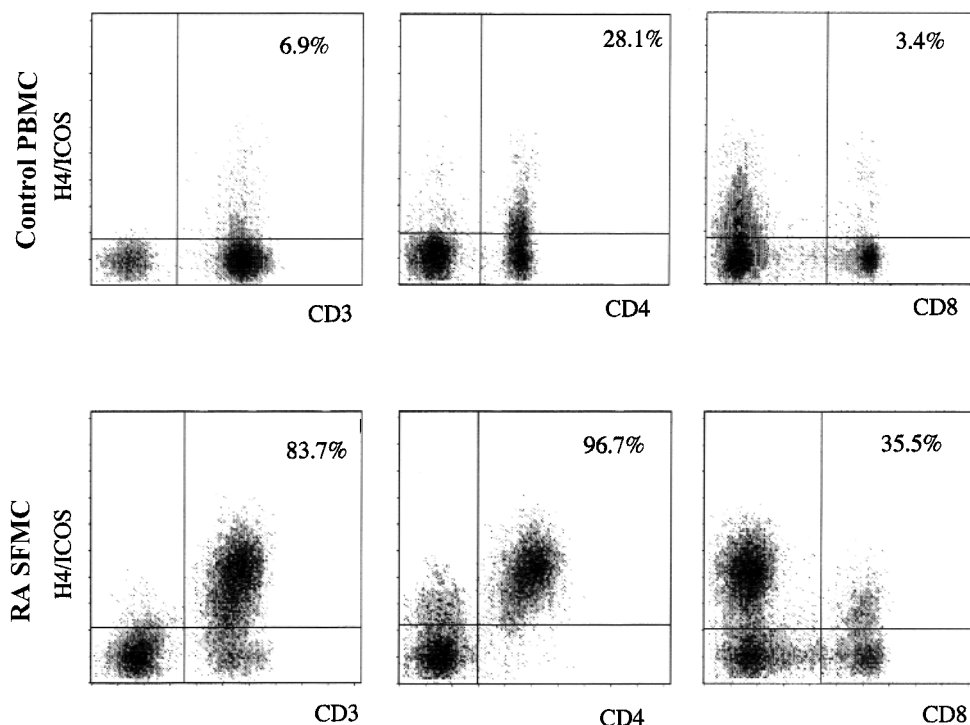 Control PBMC
H4/ICOS
6.9%
28.1%
3.4%
CD3
CD4
CD8
RA SFMC
H4/ICOS
83.7%
96.7%
35.5%
CD3
CD4
CD8